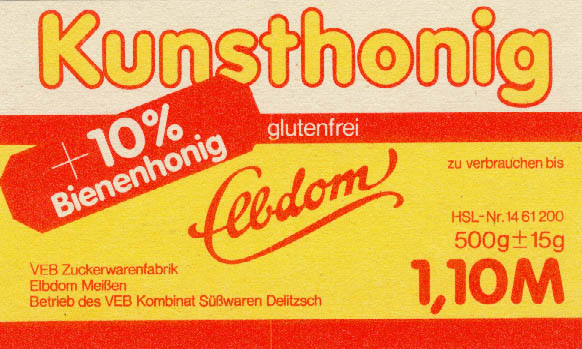 Kunsthonig
+10%
Bienenhonig
glutenfrei
Elbdom
zu verbrauchen bis
HSL-Nr. 14 61 200
500g±15g
1,10M
VEB Zuckerwarenfabrik
Elbdom Meißen
Betrieb des VEB Kombinat Süßwaren Delitzsch